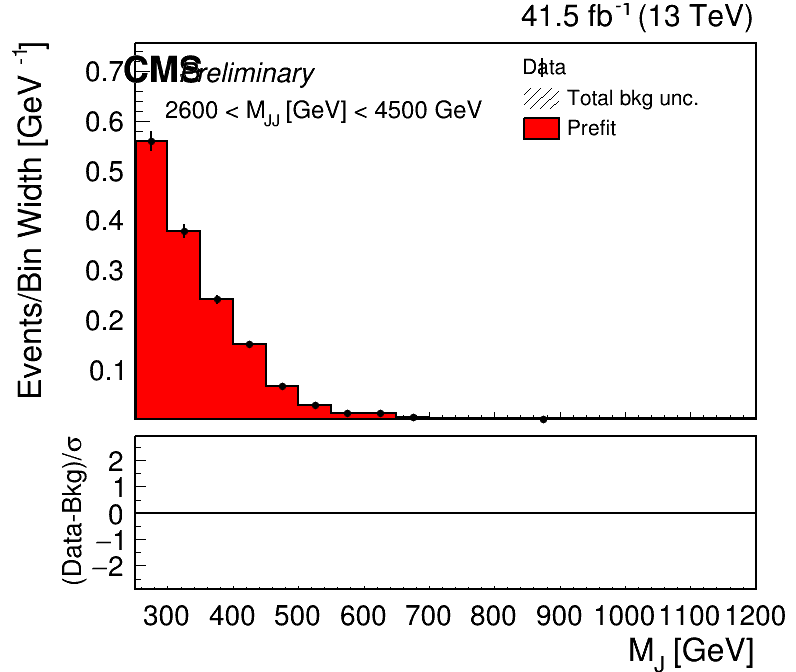 41.5 fb⁻¹ (13 TeV)
CMS Preliminary
2600 < M_JJ [GeV] < 4500 GeV
Data
Total bkg unc.
Prefit
Events/Bin Width [GeV⁻¹]
0.7
0.6
0.5
0.4
0.3
0.2
0.1
(Data-Bkg)/σ
2
1
0
−1
−2
300 400 500 600 700 800 900 1000 1100 1200
M_J [GeV]